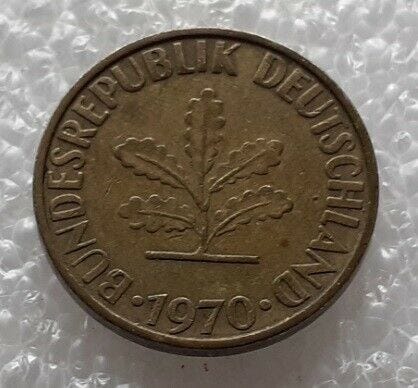 BUNDESREPUBLIK DEUTSCHLAND
· 1970 ·